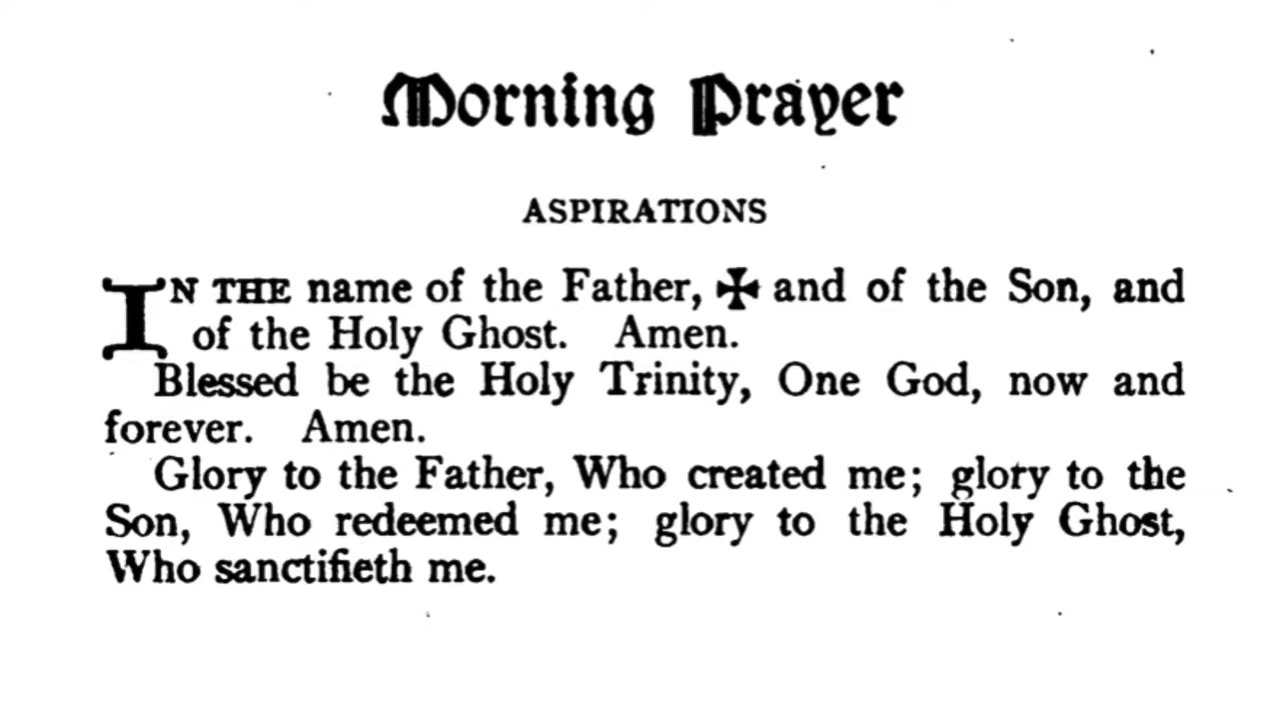 Morning Prayer
ASPIRATIONS
IN THE name of the Father, ✠ and of the Son, and
of the Holy Ghost. Amen.
Blessed be the Holy Trinity, One God, now and
forever. Amen.
Glory to the Father, Who created me; glory to the
Son, Who redeemed me; glory to the Holy Ghost,
Who sanctifieth me.